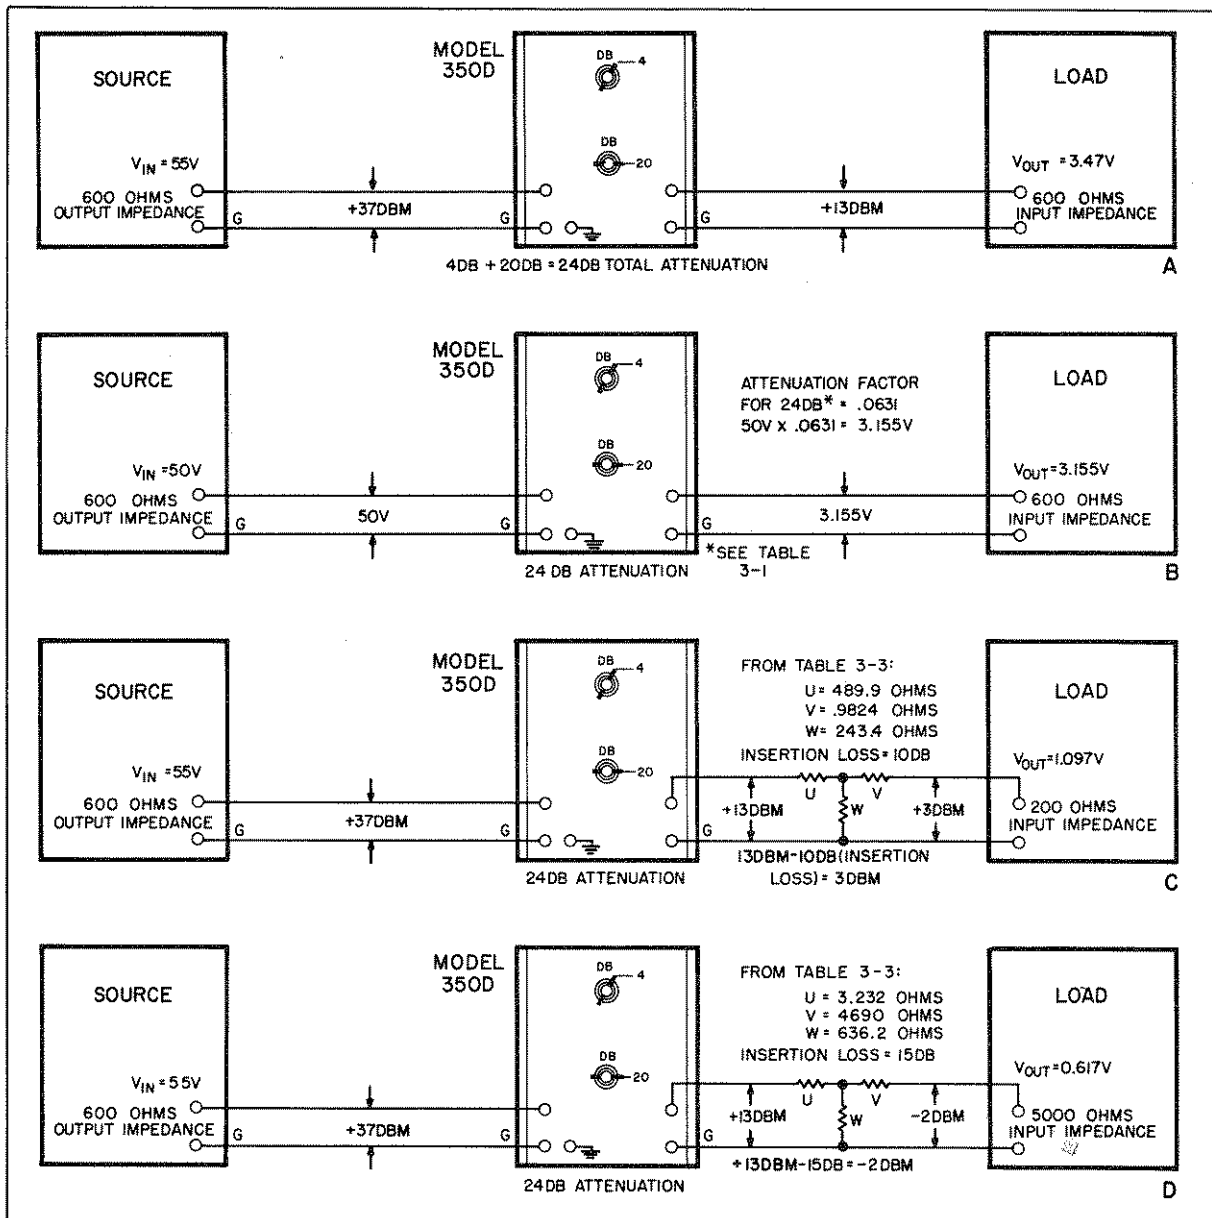 SOURCE
MODEL
350D
DB
4
DB
20
LOAD
V_IN = 55V
V_OUT = 3.47V
600 OHMS
OUTPUT IMPEDANCE
G
+37DBM
G
+13DBM
600 OHMS
INPUT IMPEDANCE
4DB + 20DB = 24DB TOTAL ATTENUATION
A
SOURCE
MODEL
350D
DB
4
DB
20
ATTENUATION FACTOR
FOR 24DB* = .0631
50V x .0631 = 3.155V
LOAD
V_IN = 50V
V_OUT = 3.155V
600 OHMS
OUTPUT IMPEDANCE
G
50V
G
G
3.155V
600 OHMS
INPUT IMPEDANCE
24 DB ATTENUATION
*SEE TABLE
3-1
B
SOURCE
MODEL
350D
DB
4
DB
20
FROM TABLE 3-3:
U = 489.9 OHMS
V = .9824 OHMS
W = 243.4 OHMS
INSERTION LOSS = 10DB
LOAD
V_IN = 55V
V_OUT = 1.097V
600 OHMS
OUTPUT IMPEDANCE
G
+37DBM
G
G
+13DBM
U
V
W
+3DBM
200 OHMS
INPUT IMPEDANCE
24DB ATTENUATION
13DBM-10DB(INSERTION
LOSS) = 3DBM
C
SOURCE
MODEL
350D
DB
4
DB
20
FROM TABLE 3-3:
U = 3.232 OHMS
V = 4690 OHMS
W = 636.2 OHMS
INSERTION LOSS = 15DB
LOAD
V_IN = 55V
V_OUT = 0.617V
600 OHMS
OUTPUT IMPEDANCE
G
+37DBM
G
G
+13DBM
U
V
W
-2DBM
5000 OHMS
INPUT IMPEDANCE
24DB ATTENUATION
+13DBM-15DB = -2DBM
D